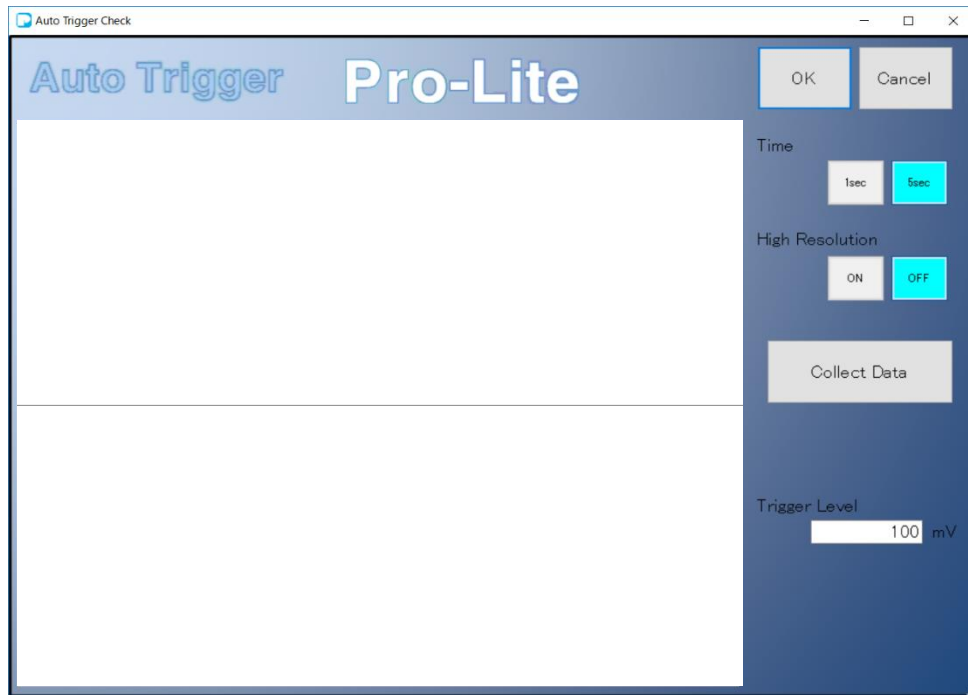 Auto Trigger Check
Auto Trigger Pro-Lite
OK Cancel
Time
1sec 5sec
High Resolution
ON OFF
Collect Data
Trigger Level
100 mV